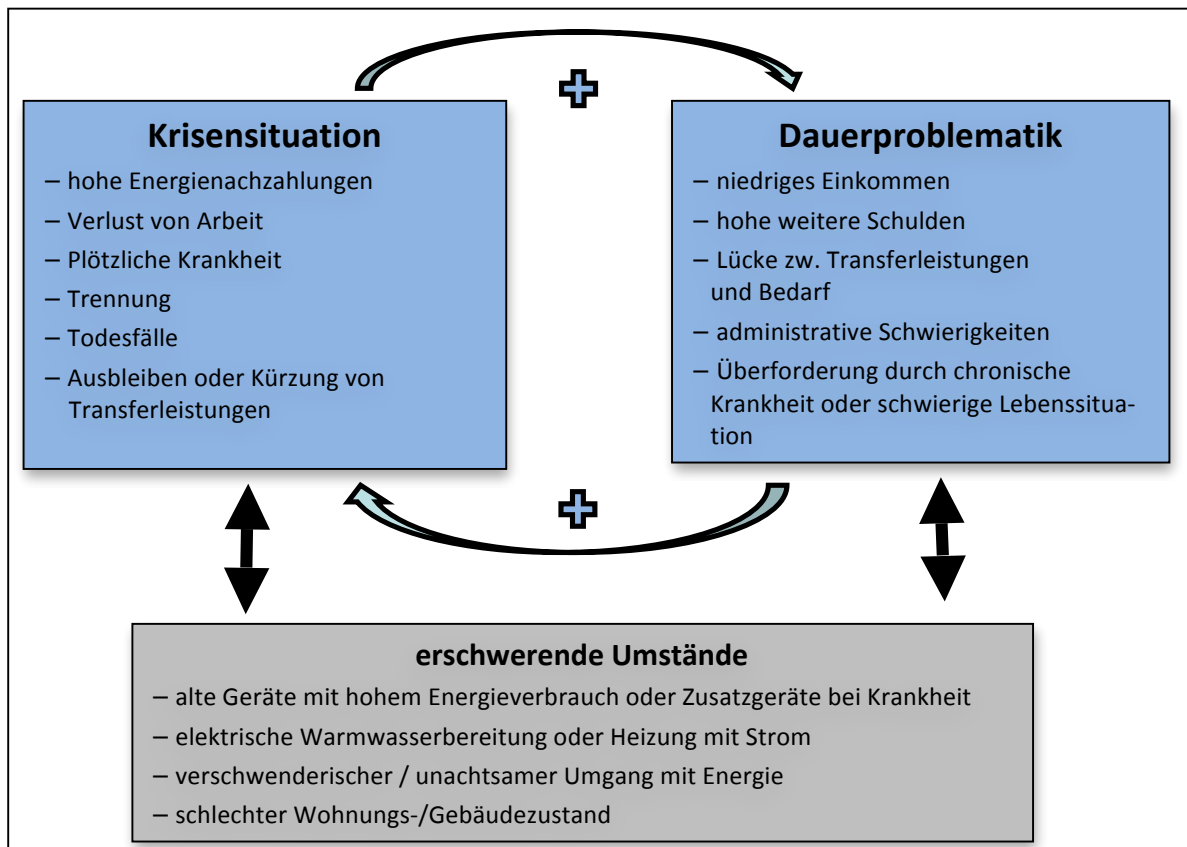 Krisensituation
– hohe Energienachzahlungen
– Verlust von Arbeit
– Plötzliche Krankheit
– Trennung
– Todesfälle
– Ausbleiben oder Kürzung von
Transferleistungen
Dauerproblematik
– niedriges Einkommen
– hohe weitere Schulden
– Lücke zw. Transferleistungen
und Bedarf
– administrative Schwierigkeiten
– Überforderung durch chronische
Krankheit oder schwierige Lebenssitua-
tion
erschwerende Umstände
– alte Geräte mit hohem Energieverbrauch oder Zusatzgeräte bei Krankheit
– elektrische Warmwasserbereitung oder Heizung mit Strom
– verschwenderischer / unachtsamer Umgang mit Energie
– schlechter Wohnungs-/Gebäudezustand